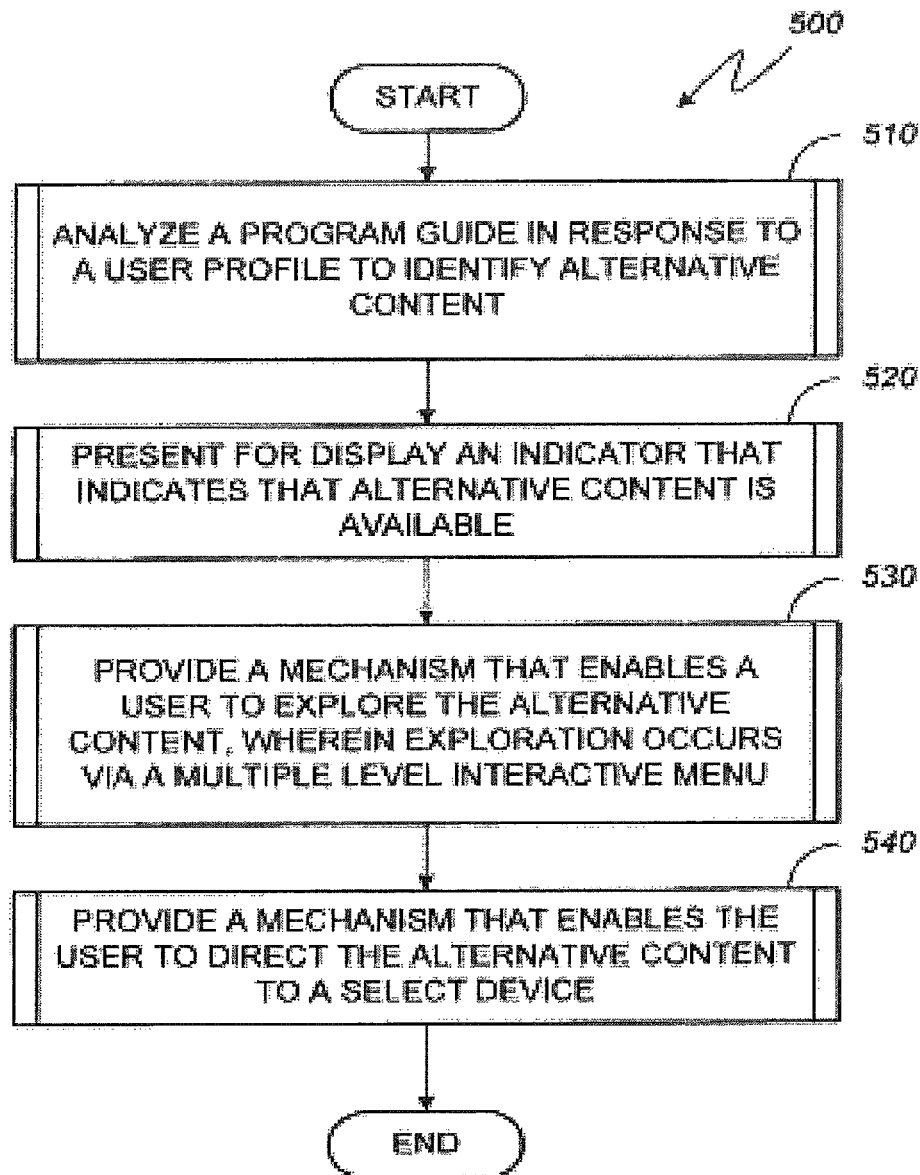 500
START
510
ANALYZE A PROGRAM GUIDE IN RESPONSE TO
A USER PROFILE TO IDENTIFY ALTERNATIVE
CONTENT
520
PRESENT FOR DISPLAY AN INDICATOR THAT
INDICATES THAT ALTERNATIVE CONTENT IS
AVAILABLE
530
PROVIDE A MECHANISM THAT ENABLES A
USER TO EXPLORE THE ALTERNATIVE
CONTENT, WHEREIN EXPLORATION OCCURS
VIA A MULTIPLE LEVEL INTERACTIVE MENU
540
PROVIDE A MECHANISM THAT ENABLES THE
USER TO DIRECT THE ALTERNATIVE CONTENT
TO A SELECT DEVICE
END